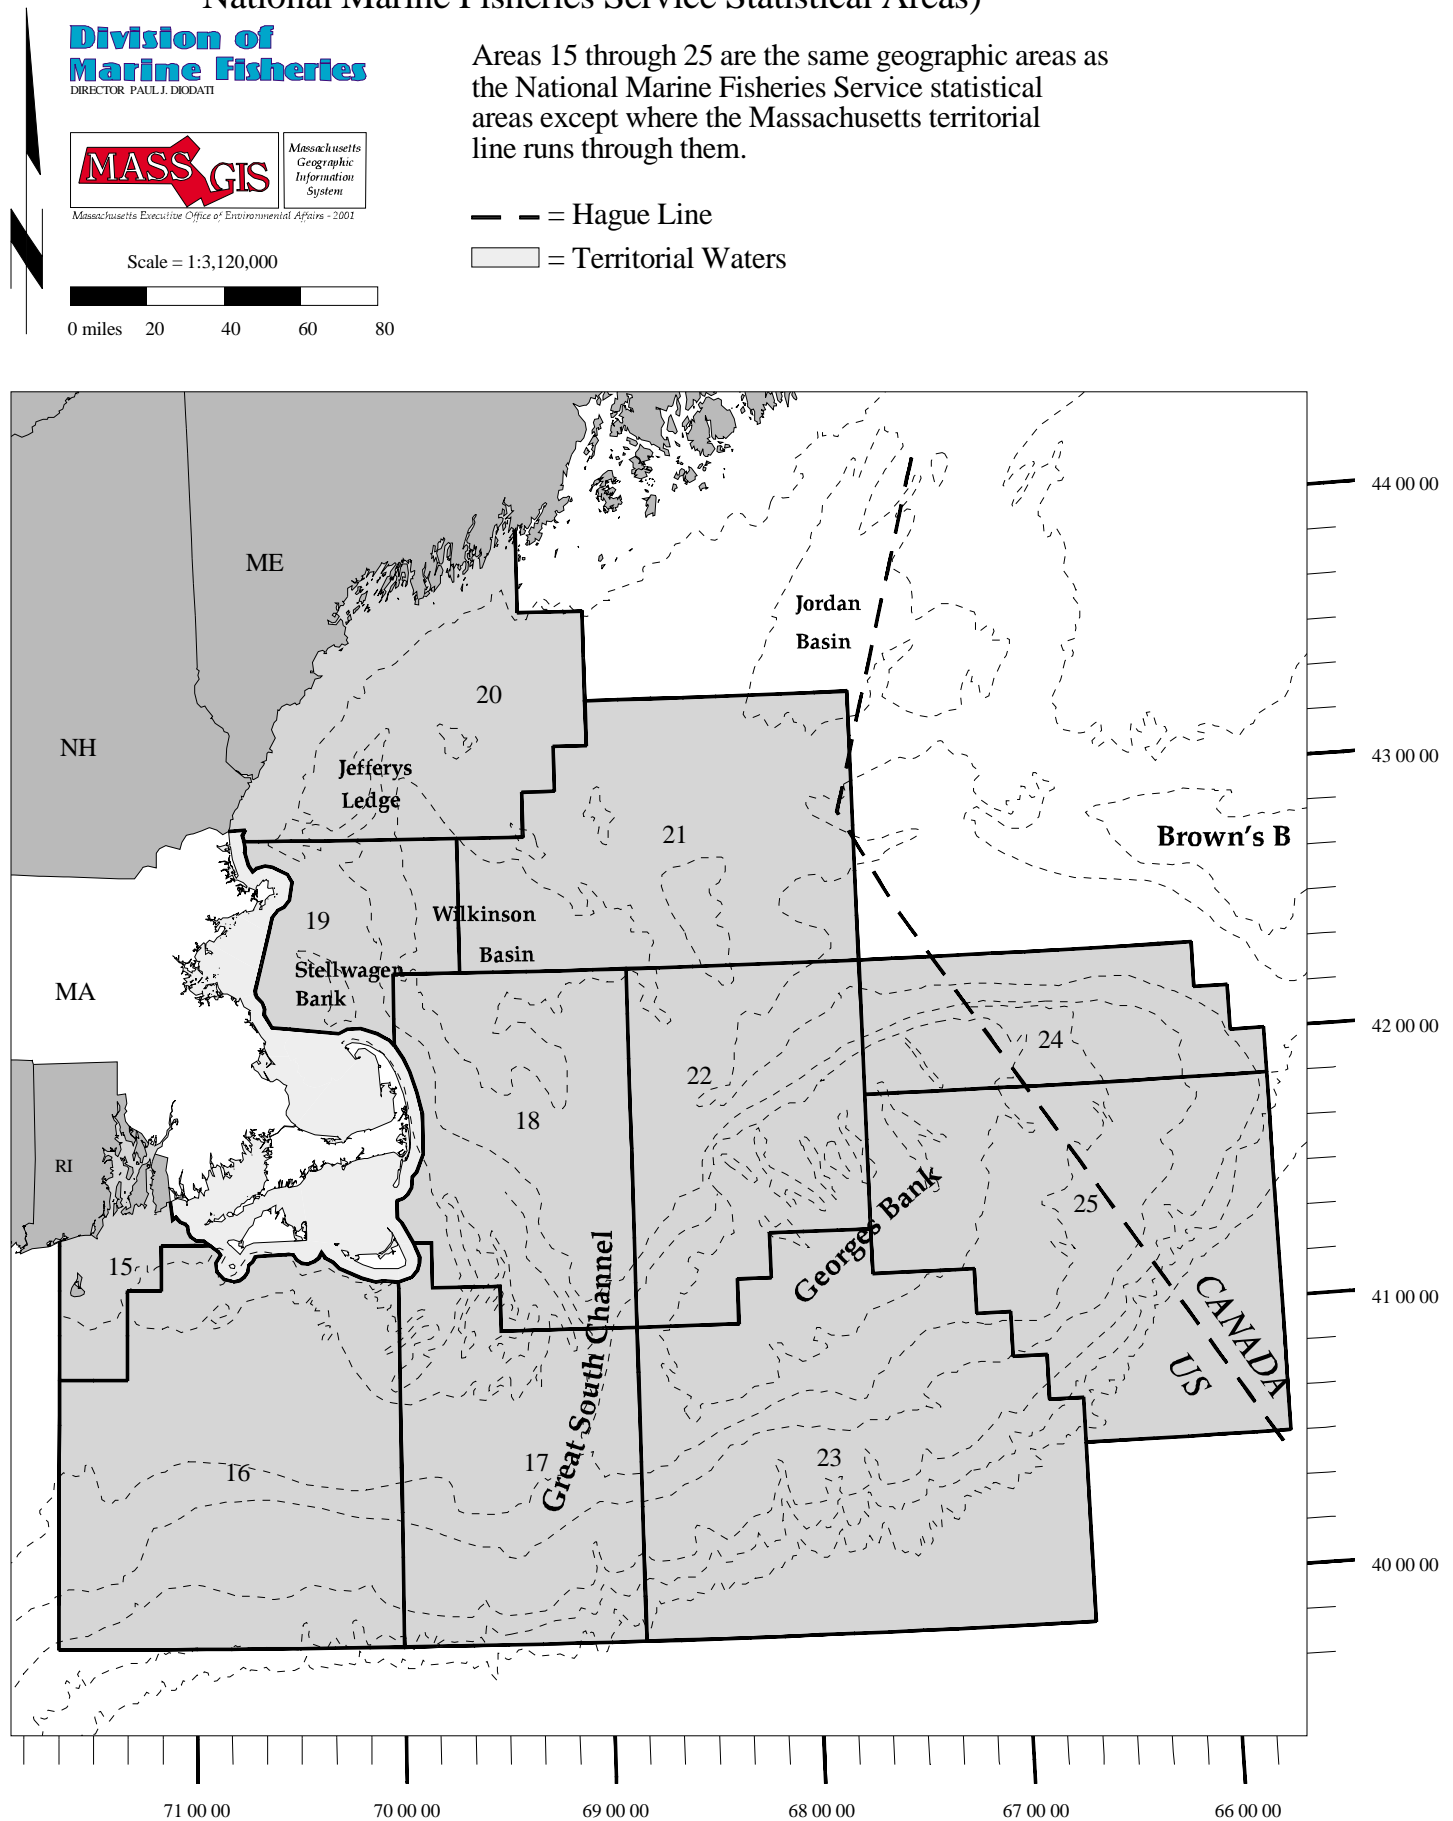 National Marine Fisheries Service Statistical Areas)
Division of
Marine Fisheries
DIRECTOR PAUL J. DIODATI
MASS GIS
Massachusetts
Geographic
Information
System
Massachusetts Executive Office of Environmental Affairs - 2001
Scale = 1:3,120,000
0 miles 20 40 60 80
N
Areas 15 through 25 are the same geographic areas as
the National Marine Fisheries Service statistical
areas except where the Massachusetts territorial
line runs through them.
= Hague Line
= Territorial Waters
44 00 00
ME
Jordan
Basin
20
NH
43 00 00
Jefferys
Ledge
21
Brown's B
19
Wilkinson
Basin
Stellwagen
Bank
MA
42 00 00
24
22
18
RI
25
Georges Bank
15
41 00 00
CANADA
US
Great South Channel
16
17
23
40 00 00
71 00 00
70 00 00
69 00 00
68 00 00
67 00 00
66 00 00